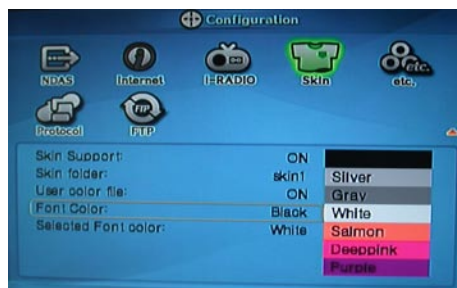 Configuration
NDAS Internet I-RADIO Skin etc.
Protocol FTP
Skin Support: ON
Skin folder: skin1 Silver
User color file: ON Gray
Font Color: Black White
Selected Font color: White Salmon
Deeppink
Purple